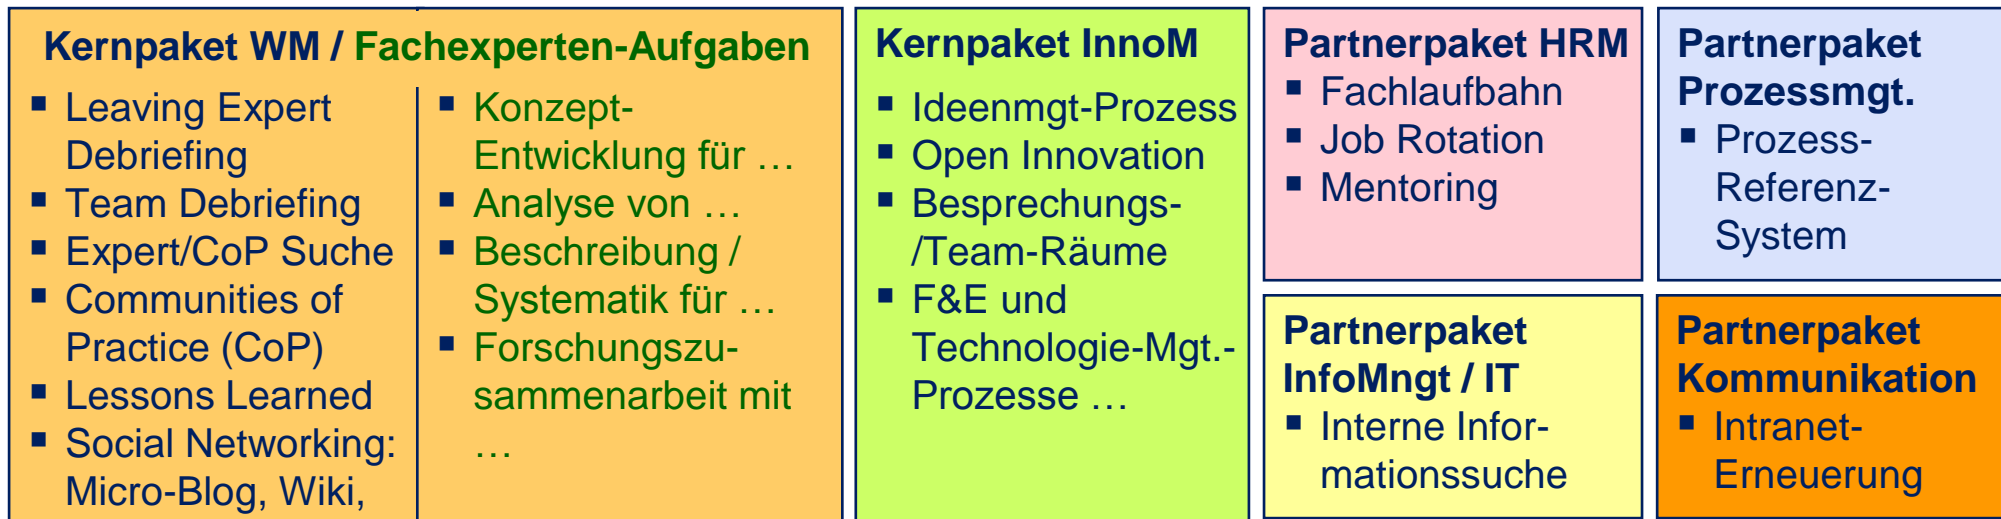 Kernpaket WM / Fachexperten-Aufgaben
▪ Leaving Expert
Debriefing
▪ Team Debriefing
▪ Expert/CoP Suche
▪ Communities of
Practice (CoP)
▪ Lessons Learned
▪ Social Networking:
Micro-Blog, Wiki,
▪ Konzept-
Entwicklung für …
▪ Analyse von …
▪ Beschreibung /
Systematik für …
▪ Forschungszu-
sammenarbeit mit
…
Kernpaket InnoM
▪ Ideenmgt-Prozess
▪ Open Innovation
▪ Besprechungs-
/Team-Räume
▪ F&E und
Technologie-Mgt.-
Prozesse …
Partnerpaket HRM
▪ Fachlaufbahn
▪ Job Rotation
▪ Mentoring
Partnerpaket
Prozessmgt.
▪ Prozess-
Referenz-
System
Partnerpaket
InfoMngt / IT
▪ Interne Infor-
mationssuche
Partnerpaket
Kommunikation
▪ Intranet-
Erneuerung